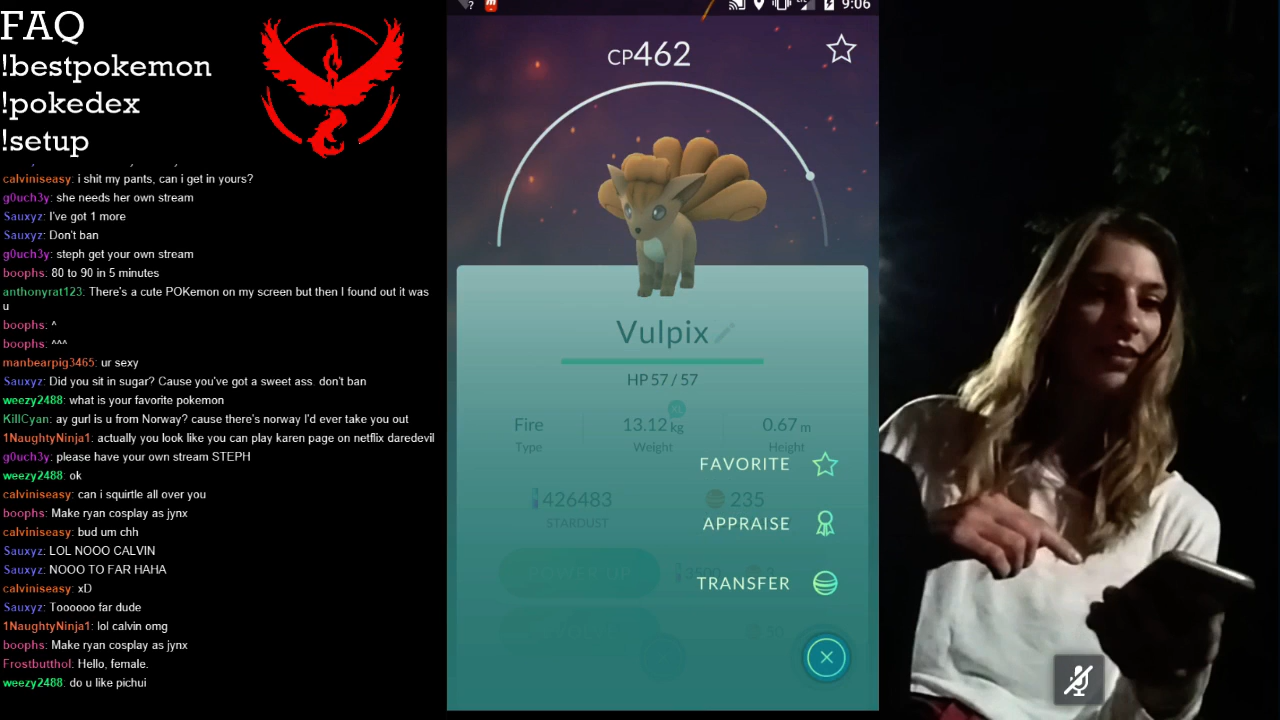 FAQ
!bestpokemon
!pokedex
!setup
calviniseasy: i shit my pants, can i get in yours?
g0uch3y: she needs her own stream
Sauxyz: I've got 1 more
Sauxyz: Don't ban
g0uch3y: steph get your own stream
boophs: 80 to 90 in 5 minutes
anthonyrat123: There's a cute POKemon on my screen but then I found out it was
u
boophs: ^
boophs: ^^^
manbearpig3465: ur sexy
Sauxyz: Did you sit in sugar? Cause you've got a sweet ass  don't ban
weezy2488: what is your favorite pokemon
KillCyan: ay gurl is u from Norway? cause there's norway I'd ever take you out
1NaughtyNinja1: actually you look like you can play karen page on netflix daredevil
g0uch3y: please have your own stream STEPH
weezy2488: ok
calviniseasy: can i squirtle all over you
boophs: Make ryan cosplay as jynx
calviniseasy: bud um chh
Sauxyz: LOL NOOO CALVIN
Sauxyz: NOOO TO FAR HAHA
calviniseasy: xD
Sauxyz: Toooooo far dude
1NaughtyNinja1: lol calvin omg
boophs: Make ryan cosplay as jynx
Frostbutthol: Hello, female.
weezy2488: do u like pichui
9:06
CP462
Vulpix
HP 57 / 57
XL
Fire 13.12 kg 0.67 m
Type Weight Height
FAVORITE
426483 235
STARDUST
APPRAISE
POWER UP 3500
TRANSFER
EVOLVE 50